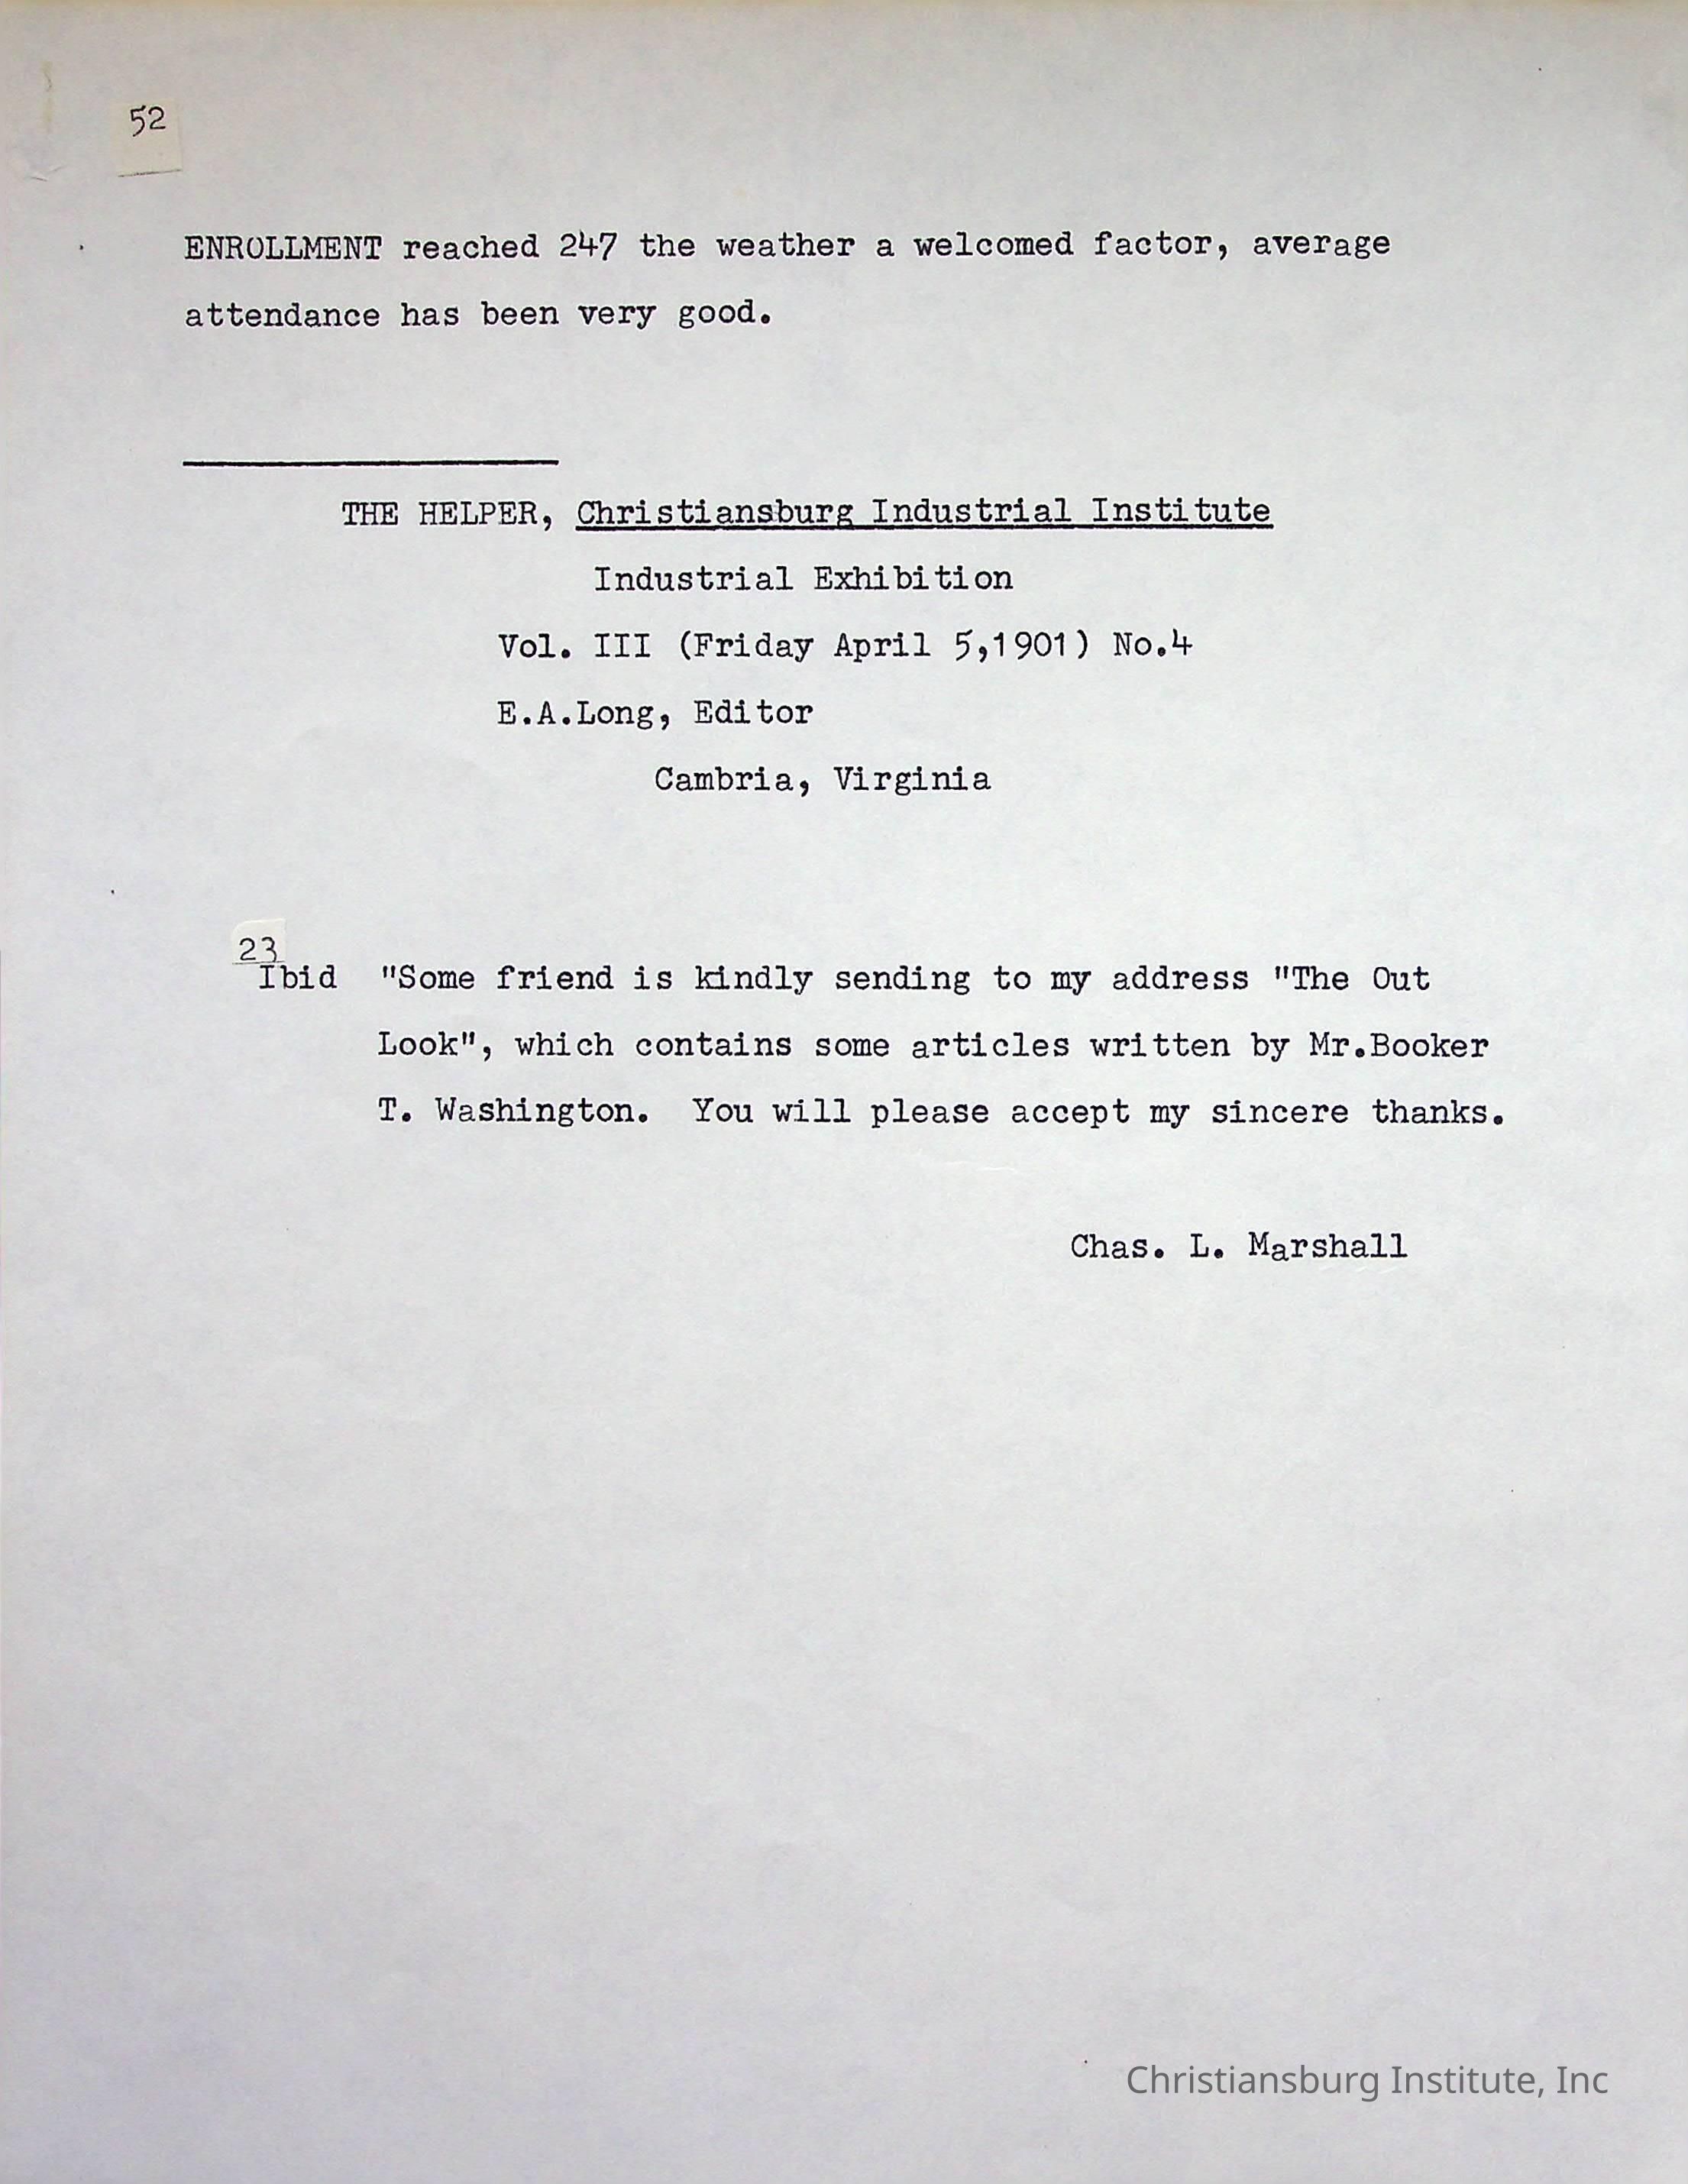 52
ENROLLMENT reached 247 the weather a welcomed factor, average
attendance has been very good.
THE HELPER, Christiansburg Industrial Institute
Industrial Exhibition
Vol. III (Friday April 5,1901) No.4
E.A.Long, Editor
Cambria, Virginia
23
Ibid "Some friend is kindly sending to my address "The Out
Look", which contains some articles written by Mr.Booker
T. Washington. You will please accept my sincere thanks.
Chas. L. Marshall
Christiansburg Institute, Inc